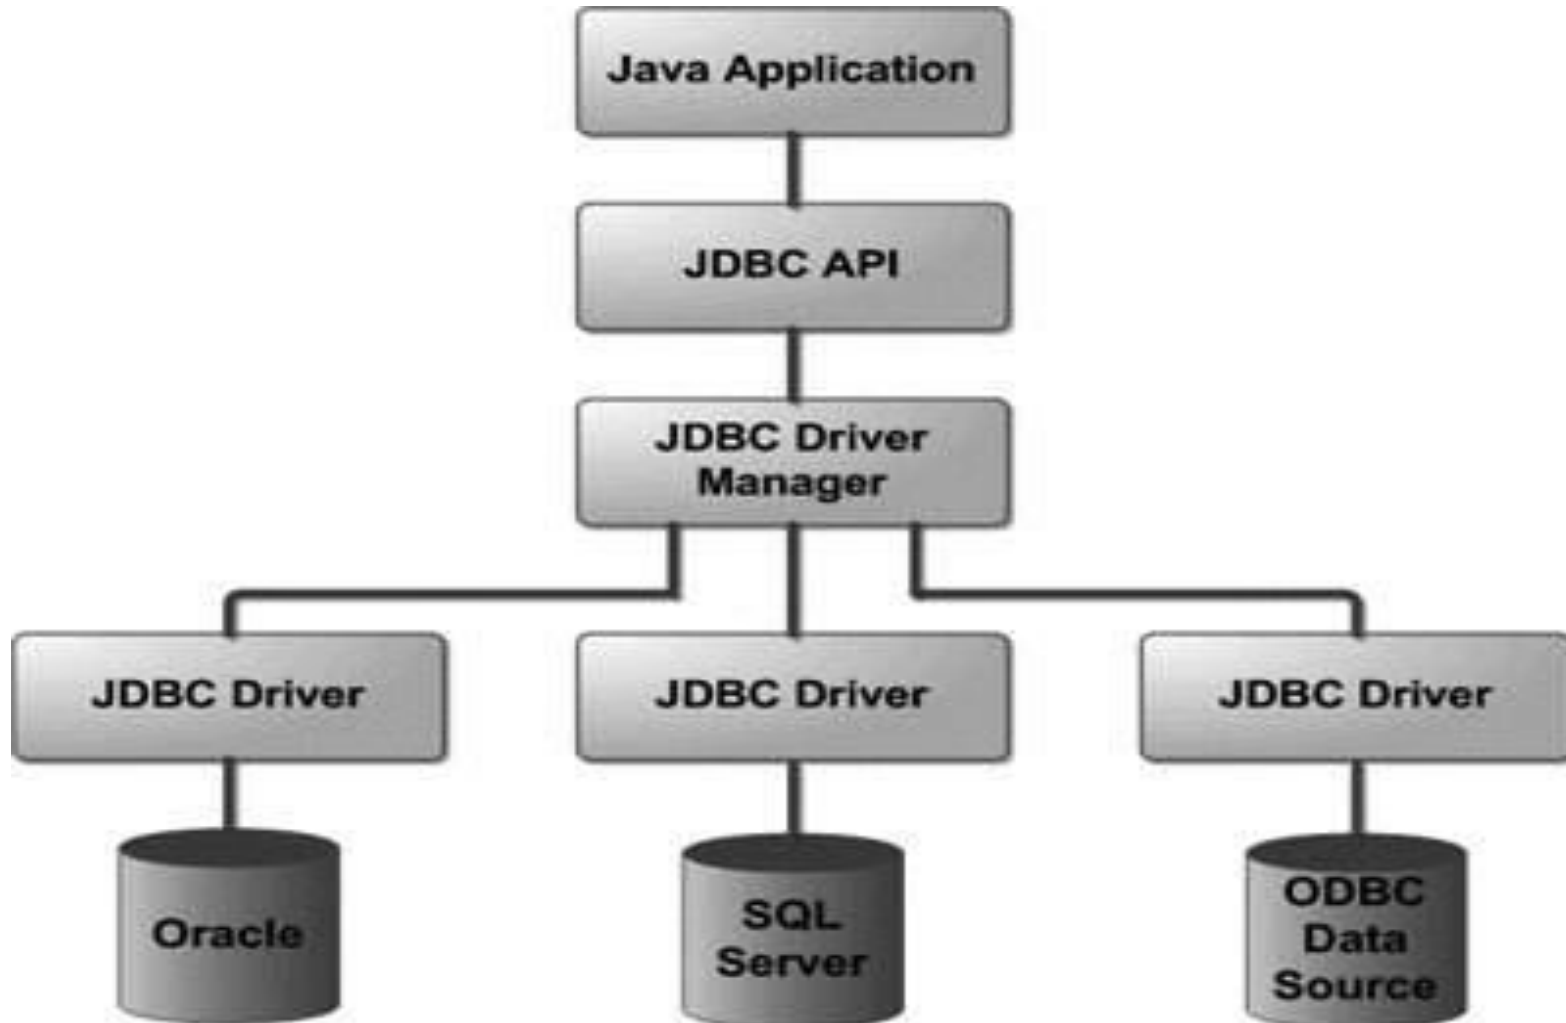 Java Application
JDBC API
JDBC Driver
Manager
JDBC Driver
JDBC Driver
JDBC Driver
Oracle
SQL
Server
ODBC
Data
Source